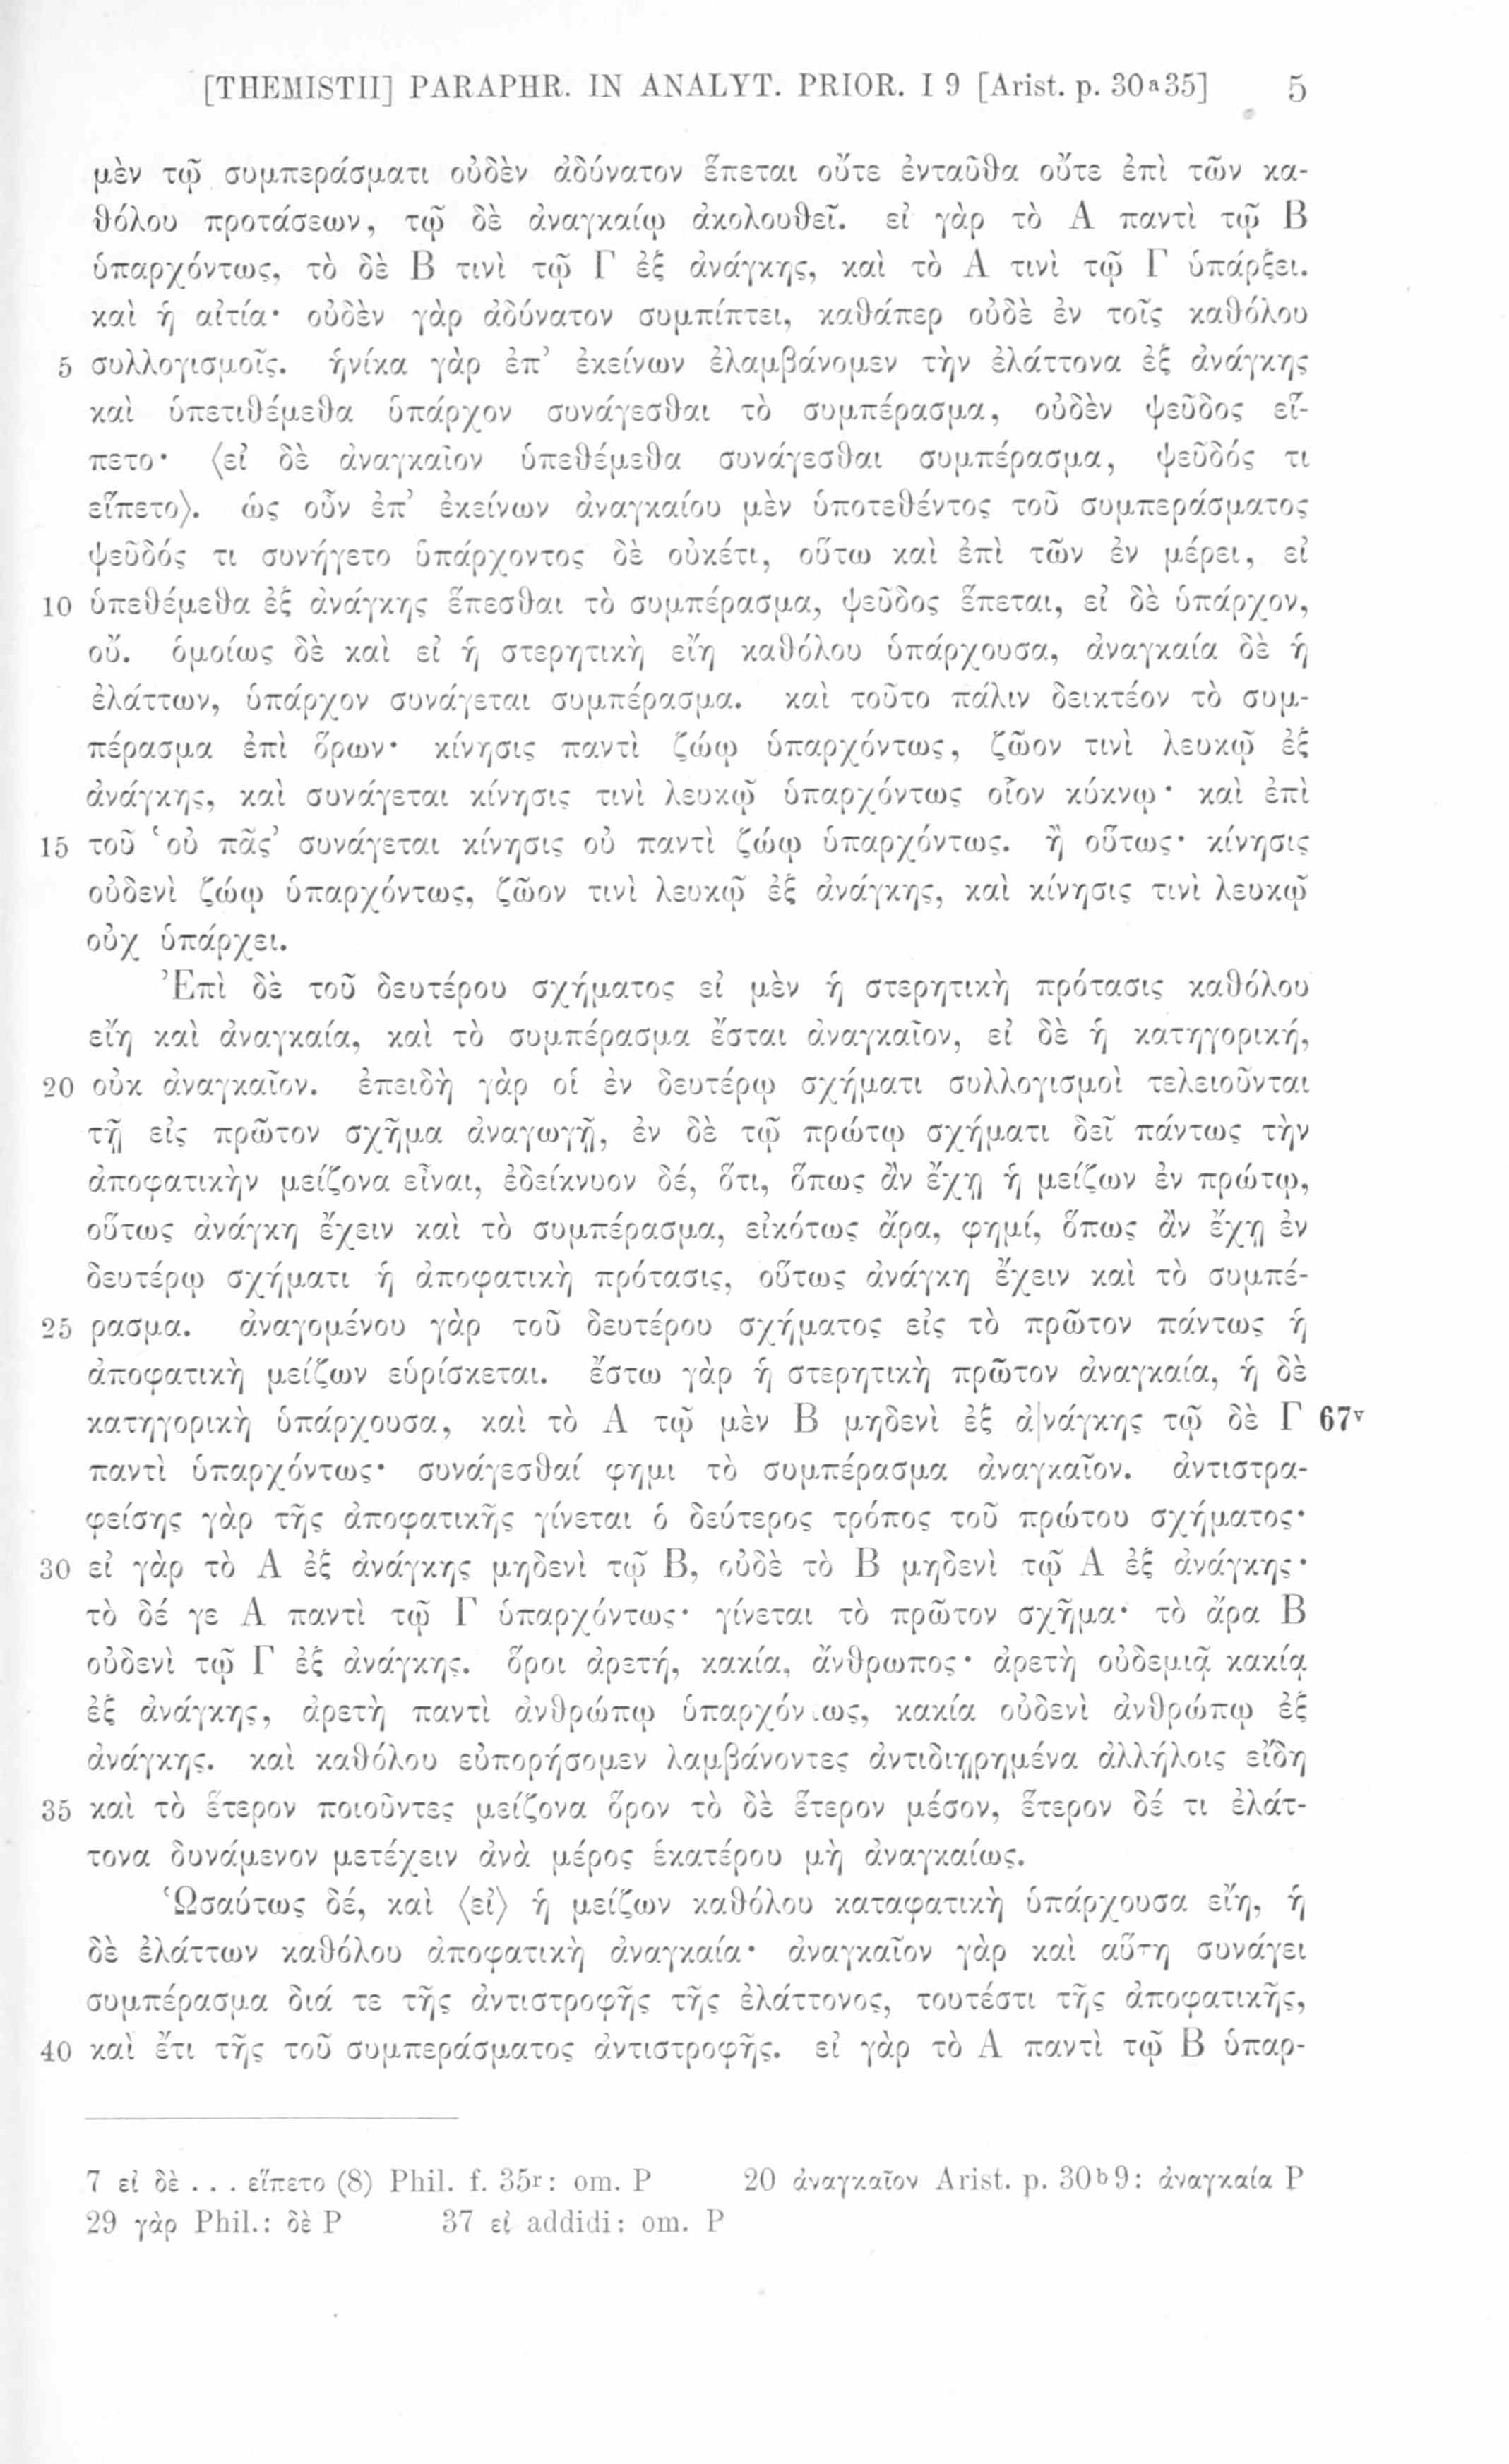 [THEMISTII] PARAPHR. IN ANALYT. PRIOR. I 9 [Arist. p. 30ᵃ35] 5
μὲν τῷ συμπεράσματι οὐδὲν ἀδύνατον ἕπεται οὔτε ἐνταῦθα οὔτε ἐπὶ τῶν κα-
θόλου προτάσεων, τῷ δὲ ἀναγκαίῳ ἀκολουθεῖ. εἰ γὰρ τὸ Α παντὶ τῷ Β
ὑπαρχόντως, τὸ δὲ Β τινὶ τῷ Γ ἐξ ἀνάγκης, καὶ τὸ Α τινὶ τῷ Γ ὑπάρξει.
καὶ ἡ αἰτία· οὐδὲν γὰρ ἀδύνατον συμπίπτει, καθάπερ οὐδὲ ἐν τοῖς καθόλου
5 συλλογισμοῖς. ἡνίκα γὰρ ἐπ’ ἐκείνων ἐλαμβάνομεν τὴν ἐλάττονα ἐξ ἀνάγκης
καὶ ὑπετιθέμεθα ὑπάρχον συνάγεσθαι τὸ συμπέρασμα, οὐδὲν ψεῦδος εἵ-
πετο· ⟨εἰ δὲ ἀναγκαῖον ὑπεθέμεθα συνάγεσθαι συμπέρασμα, ψεῦδός τι
εἵπετο⟩. ὡς οὖν ἐπ’ ἐκείνων ἀναγκαίου μὲν ὑποτεθέντος τοῦ συμπεράσματος
ψεῦδός τι συνήγετο ὑπάρχοντος δὲ οὐκέτι, οὕτω καὶ ἐπὶ τῶν ἐν μέρει, εἰ
10 ὑπεθέμεθα ἐξ ἀνάγκης ἕπεσθαι τὸ συμπέρασμα, ψεῦδος ἕπεται, εἰ δὲ ὑπάρχον,
οὔ. ὁμοίως δὲ καὶ εἰ ἡ στερητικὴ εἴη καθόλου ὑπάρχουσα, ἀναγκαία δὲ ἡ
ἐλάττων, ὑπάρχον συνάγεται συμπέρασμα. καὶ τοῦτο πάλιν δεικτέον τὸ συμ-
πέρασμα ἐπὶ ὅρων· κίνησις παντὶ ζώῳ ὑπαρχόντως, ζῶον τινὶ λευκῷ ἐξ
ἀνάγκης, καὶ συνάγεται κίνησις τινὶ λευκῷ ὑπαρχόντως οἷον κύκνῳ· καὶ ἐπὶ
15 τοῦ ‘οὐ πᾶς’ συνάγεται κίνησις οὐ παντὶ ζώῳ ὑπαρχόντως. ἢ οὕτως· κίνησις
οὐδενὶ ζώῳ ὑπαρχόντως, ζῶον τινὶ λευκῷ ἐξ ἀνάγκης, καὶ κίνησις τινὶ λευκῷ
οὐχ ὑπάρχει.
Ἐπὶ δὲ τοῦ δευτέρου σχήματος εἰ μὲν ἡ στερητικὴ πρότασις καθόλου
εἴη καὶ ἀναγκαία, καὶ τὸ συμπέρασμα ἔσται ἀναγκαῖον, εἰ δὲ ἡ κατηγορική,
20 οὐκ ἀναγκαῖον. ἐπειδὴ γὰρ οἱ ἐν δευτέρῳ σχήματι συλλογισμοὶ τελειοῦνται
τῇ εἰς πρῶτον σχῆμα ἀναγωγῇ, ἐν δὲ τῷ πρώτῳ σχήματι δεῖ πάντως τὴν
ἀποφατικὴν μείζονα εἶναι, ἐδείκνυον δέ, ὅτι, ὅπως ἂν ἔχῃ ἡ μείζων ἐν πρώτῳ,
οὕτως ἀνάγκη ἔχειν καὶ τὸ συμπέρασμα, εἰκότως ἄρα, φημί, ὅπως ἂν ἔχῃ ἐν
δευτέρῳ σχήματι ἡ ἀποφατικὴ πρότασις, οὕτως ἀνάγκη ἔχειν καὶ τὸ συμπέ-
25 ρασμα. ἀναγομένου γὰρ τοῦ δευτέρου σχήματος εἰς τὸ πρῶτον πάντως ἡ
ἀποφατικὴ μείζων εὑρίσκεται. ἔστω γὰρ ἡ στερητικὴ πρῶτον ἀναγκαία, ἡ δὲ
κατηγορικὴ ὑπάρχουσα, καὶ τὸ Α τῷ μὲν Β μηδενὶ ἐξ ἀ|νάγκης τῷ δὲ Γ 67ᵛ
παντὶ ὑπαρχόντως· συνάγεσθαί φημι τὸ συμπέρασμα ἀναγκαῖον. ἀντιστρα-
φείσης γὰρ τῆς ἀποφατικῆς γίνεται ὁ δεύτερος τρόπος τοῦ πρώτου σχήματος·
30 εἰ γὰρ τὸ Α ἐξ ἀνάγκης μηδενὶ τῷ Β, οὐδὲ τὸ Β μηδενὶ τῷ Α ἐξ ἀνάγκης·
τὸ δέ γε Α παντὶ τῷ Γ ὑπαρχόντως· γίνεται τὸ πρῶτον σχῆμα· τὸ ἄρα Β
οὐδενὶ τῷ Γ ἐξ ἀνάγκης. ὅροι ἀρετή, κακία, ἄνθρωπος· ἀρετὴ οὐδεμιᾷ κακίᾳ
ἐξ ἀνάγκης, ἀρετὴ παντὶ ἀνθρώπῳ ὑπαρχόντως, κακία οὐδενὶ ἀνθρώπῳ ἐξ
ἀνάγκης. καὶ καθόλου εὐπορήσομεν λαμβάνοντες ἀντιδιῃρημένα ἀλλήλοις εἴδη
35 καὶ τὸ ἕτερον ποιοῦντες μείζονα ὅρον τὸ δὲ ἕτερον μέσον, ἕτερον δέ τι ἐλάτ-
τονα δυνάμενον μετέχειν ἀνὰ μέρος ἑκατέρου μὴ ἀναγκαίως.
Ὡσαύτως δέ, καὶ ⟨εἰ⟩ ἡ μείζων καθόλου καταφατικὴ ὑπάρχουσα εἴη, ἡ
δὲ ἐλάττων καθόλου ἀποφατικὴ ἀναγκαία· ἀναγκαῖον γὰρ καὶ αὕτη συνάγει
συμπέρασμα διά τε τῆς ἀντιστροφῆς τῆς ἐλάττονος, τουτέστι τῆς ἀποφατικῆς,
40 καὶ ἔτι τῆς τοῦ συμπεράσματος ἀντιστροφῆς. εἰ γὰρ τὸ Α παντὶ τῷ Β ὑπαρ-
7 εἰ δὲ . . . εἵπετο (8) Phil. f. 35ʳ: om. P 20 ἀναγκαῖον Arist. p. 30ᵇ9: ἀναγκαία P
29 γὰρ Phil.: δὲ P 37 εἰ addidi: om. P